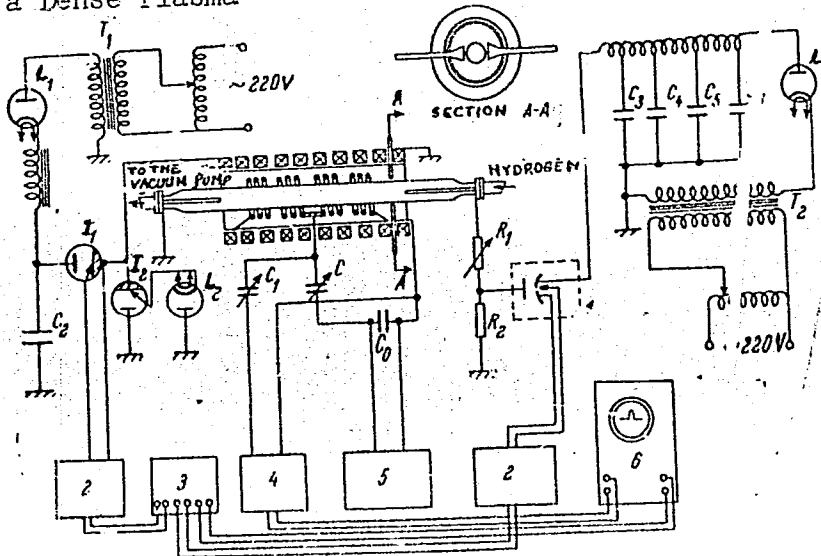 a Dense Plasma
T1
L1
~ 220V
SECTION A-A
A
C3
C4
C5
TO THE
VACUUM PUMP
HYDROGEN
I1
I2
L2
C2
C1
C
C0
A
R1
R2
T2
220V
2
3
4
5
2
6